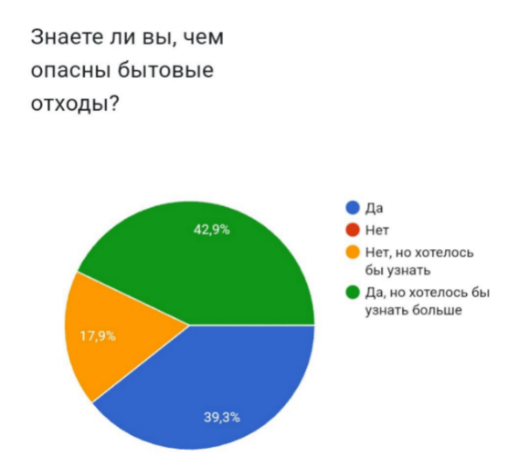 Знаете ли вы, чем
опасны бытовые
отходы?
42,9%
17,9%
39,3%
Да
Нет
Нет, но хотелось
бы узнать
Да, но хотелось бы
узнать больше